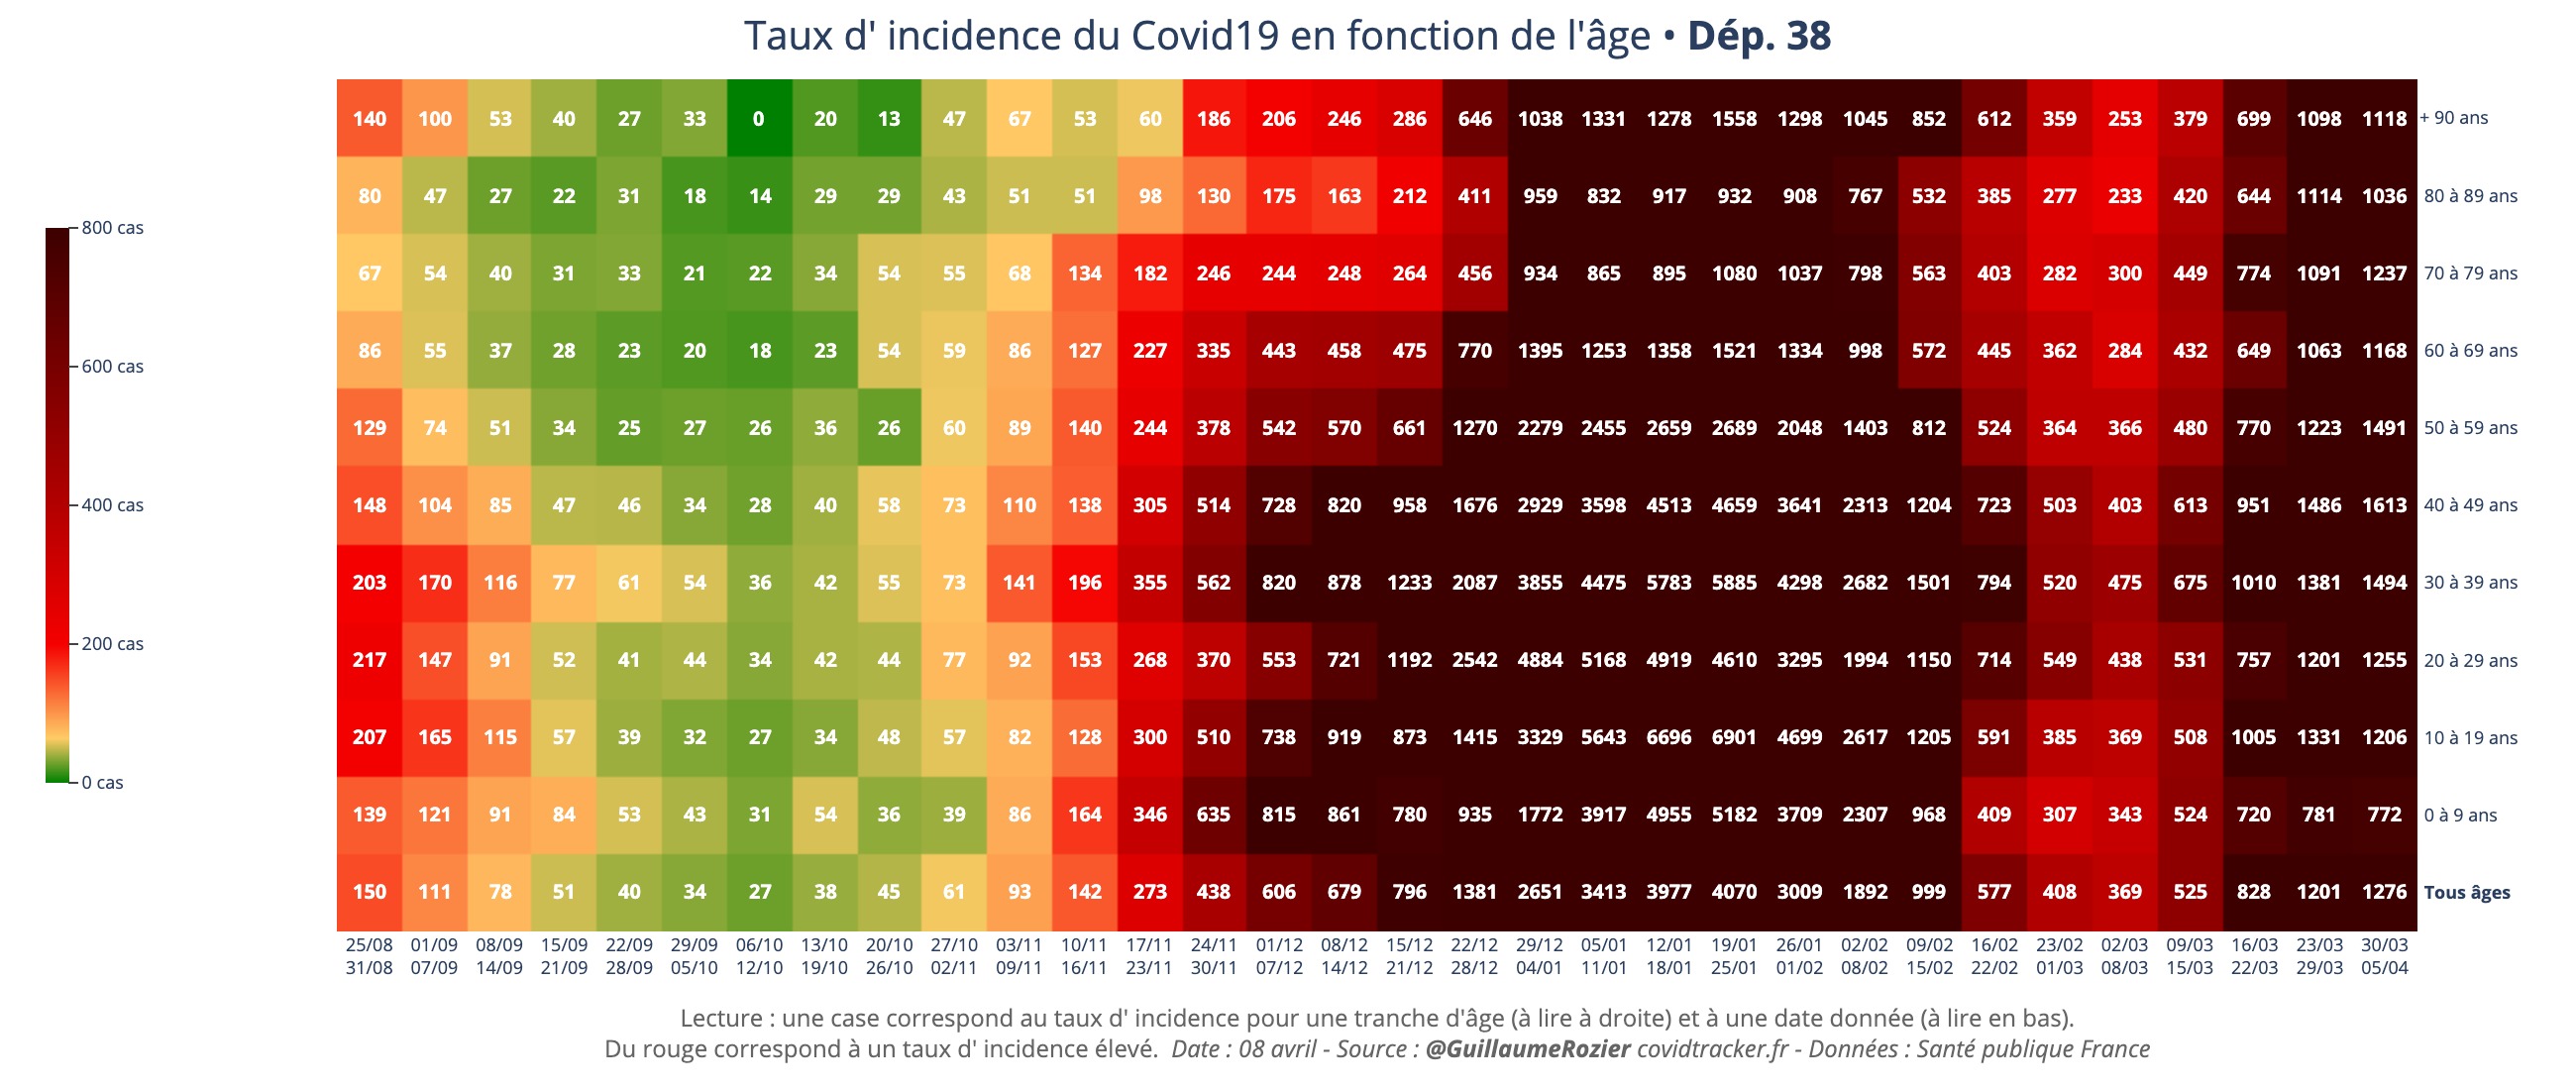 Taux d' incidence du Covid19 en fonction de l'âge • Dép. 38
800 cas
600 cas
400 cas
200 cas
0 cas
140 100 53 40 27 33 0 20 13 47 67 53 60 186 206 246 286 646 1038 1331 1278 1558 1298 1045 852 612 359 253 379 699 1098 1118 + 90 ans
80 47 27 22 31 18 14 29 29 43 51 51 98 130 175 163 212 411 959 832 917 932 908 767 532 385 277 233 420 644 1114 1036 80 à 89 ans
67 54 40 31 33 21 22 34 54 55 68 134 182 246 244 248 264 456 934 865 895 1080 1037 798 563 403 282 300 449 774 1091 1237 70 à 79 ans
86 55 37 28 23 20 18 23 54 59 86 127 227 335 443 458 475 770 1395 1253 1358 1521 1334 998 572 445 362 284 432 649 1063 1168 60 à 69 ans
129 74 51 34 25 27 26 36 26 60 89 140 244 378 542 570 661 1270 2279 2455 2659 2689 2048 1403 812 524 364 366 480 770 1223 1491 50 à 59 ans
148 104 85 47 46 34 28 40 58 73 110 138 305 514 728 820 958 1676 2929 3598 4513 4659 3641 2313 1204 723 503 403 613 951 1486 1613 40 à 49 ans
203 170 116 77 61 54 36 42 55 73 141 196 355 562 820 878 1233 2087 3855 4475 5783 5885 4298 2682 1501 794 520 475 675 1010 1381 1494 30 à 39 ans
217 147 91 52 41 44 34 42 44 77 92 153 268 370 553 721 1192 2542 4884 5168 4919 4610 3295 1994 1150 714 549 438 531 757 1201 1255 20 à 29 ans
207 165 115 57 39 32 27 34 48 57 82 128 300 510 738 919 873 1415 3329 5643 6696 6901 4699 2617 1205 591 385 369 508 1005 1331 1206 10 à 19 ans
139 121 91 84 53 43 31 54 36 39 86 164 346 635 815 861 780 935 1772 3917 4955 5182 3709 2307 968 409 307 343 524 720 781 772 0 à 9 ans
150 111 78 51 40 34 27 38 45 61 93 142 273 438 606 679 796 1381 2651 3413 3977 4070 3009 1892 999 577 408 369 525 828 1201 1276 Tous âges
25/08 01/09 08/09 15/09 22/09 29/09 06/10 13/10 20/10 27/10 03/11 10/11 17/11 24/11 01/12 08/12 15/12 22/12 29/12 05/01 12/01 19/01 26/01 02/02 09/02 16/02 23/02 02/03 09/03 16/03 23/03 30/03
31/08 07/09 14/09 21/09 28/09 05/10 12/10 19/10 26/10 02/11 09/11 16/11 23/11 30/11 07/12 14/12 21/12 28/12 04/01 11/01 18/01 25/01 01/02 08/02 15/02 22/02 01/03 08/03 15/03 22/03 29/03 05/04
Lecture : une case correspond au taux d' incidence pour une tranche d'âge (à lire à droite) et à une date donnée (à lire en bas).
Du rouge correspond à un taux d' incidence élevé. Date : 08 avril - Source : @GuillaumeRozier covidtracker.fr - Données : Santé publique France